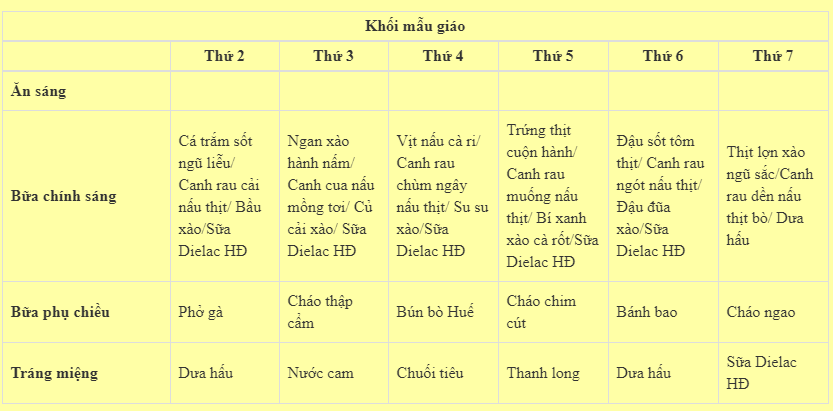 Khối mẫu giáo
Thứ 2 Thứ 3 Thứ 4 Thứ 5 Thứ 6 Thứ 7
Ăn sáng
Bữa chính sáng
Cá trắm sốt
ngũ liễu/
Canh rau cải
nấu thịt/ Bầu
xào/Sữa
Dielac HĐ
Ngan xào
hành nấm/
Canh cua nấu
mồng tơi/ Củ
cải xào/ Sữa
Dielac HĐ
Vịt nấu cà ri/
Canh rau
chùm ngây
nấu thịt/ Su su
xào/Sữa
Dielac HĐ
Trứng thịt
cuộn hành/
Canh rau
muống nấu
thịt/ Bí xanh
xào cà rốt/Sữa
Dielac HĐ
Đậu sốt tôm
thịt/ Canh rau
ngót nấu thịt/
Đậu đũa
xào/Sữa
Dielac HĐ
Thịt lợn xào
ngũ sắc/Canh
rau dền nấu
thịt bò/ Dưa
hấu
Bữa phụ chiều
Phở gà
Cháo thập
cẩm
Bún bò Huế
Cháo chim
cút
Bánh bao
Cháo ngao
Tráng miệng
Dưa hấu
Nước cam
Chuối tiêu
Thanh long
Dưa hấu
Sữa Dielac
HĐ